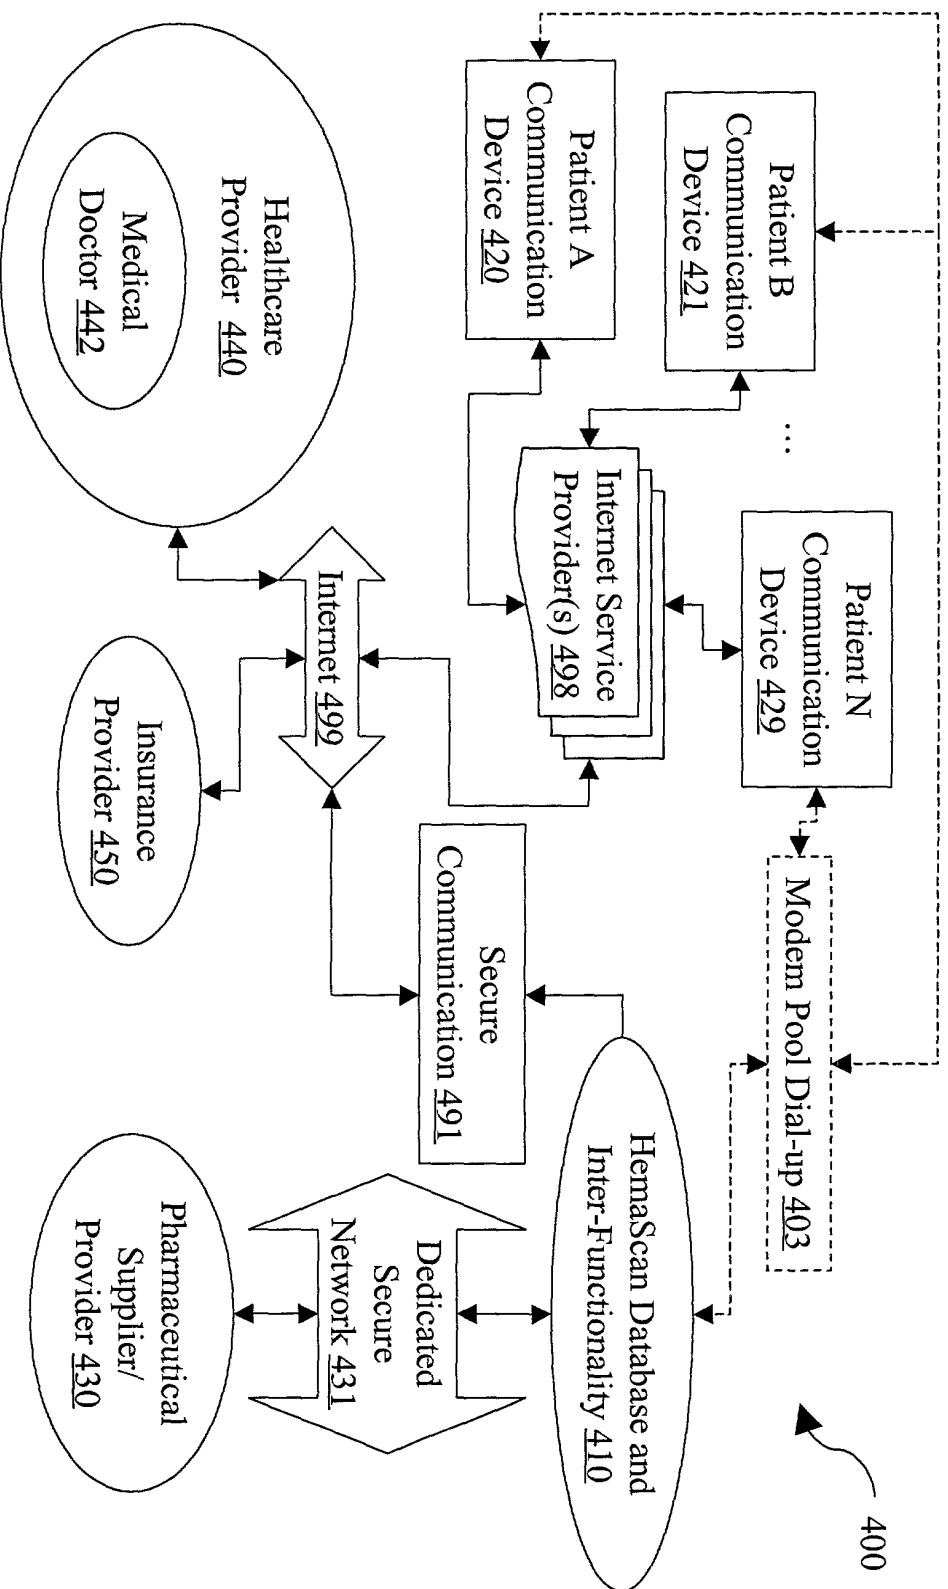 400
Patient B
Communication
Device 421
...
Patient N
Communication
Device 429
Modem Pool Dial-up 403
Patient A
Communication
Device 420
Internet Service
Provider(s) 498
HemaScan Database and
Inter-Functionality 410
Secure
Communication 491
Dedicated
Secure
Network 431
Healthcare
Provider 440
Medical
Doctor 442
Internet 499
Insurance
Provider 450
Pharmaceutical
Supplier/
Provider 430